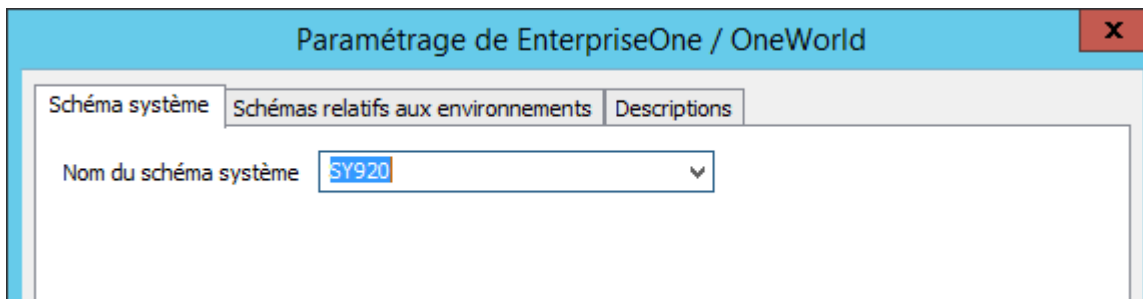 Paramétrage de EnterpriseOne / OneWorld
x
Schéma système Schémas relatifs aux environnements Descriptions
Nom du schéma système SY920